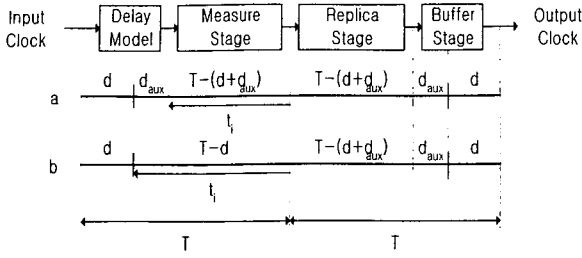 Input Clock
Delay Model
Measure Stage
Replica Stage
Buffer Stage
Output Clock
a
d
d_aux
T-(d+d_aux)
T-(d+d_aux)
d_aux
d
t_i
b
d
T-d
T-(d+d_aux)
d_aux
d
t_i
T
T